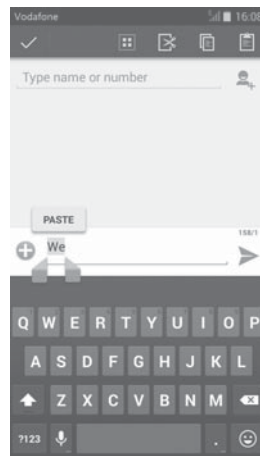 Vodafone 16:08
Type name or number
PASTE
158/1
We
Q W E R T Y U I O P
A S D F G H J K L
Z X C V B N M
?123 .